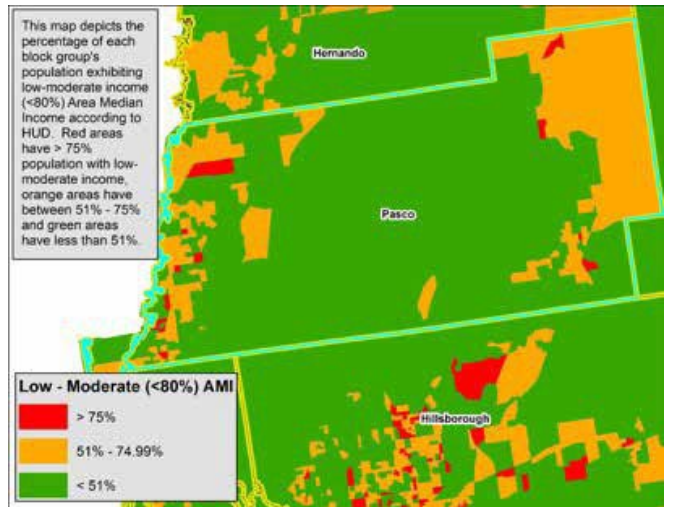 This map depicts the
percentage of each
block group's
population exhibiting
low-moderate income
(<80%) Area Median
Income according to
HUD. Red areas
have > 75%
population with low-
moderate income,
orange areas have
between 51% - 75%
and green areas
have less than 51%.
Hernando
Pasco
Hillsborough
Low - Moderate (<80%) AMI
> 75%
51% - 74.99%
< 51%